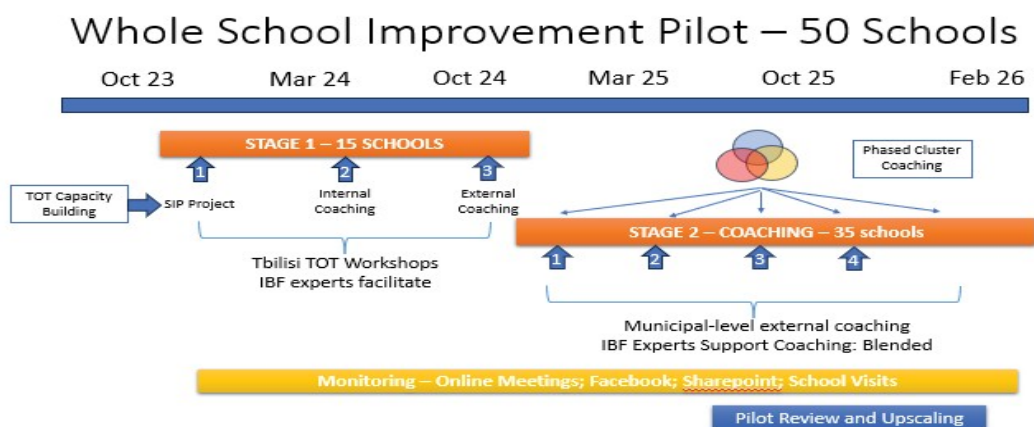 Whole School Improvement Pilot – 50 Schools
Oct 23
Mar 24
Oct 24
Mar 25
Oct 25
Feb 26
STAGE 1 – 15 SCHOOLS
1
2
3
Phased Cluster
Coaching
TOT Capacity
Building
SIP Project
Internal
Coaching
External
Coaching
STAGE 2 – COACHING – 35 schools
1
2
3
4
Tbilisi TOT Workshops
IBF experts facilitate
Municipal-level external coaching
IBF Experts Support Coaching: Blended
Monitoring – Online Meetings; Facebook; Sharepoint; School Visits
Pilot Review and Upscaling